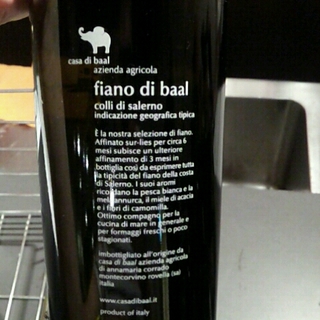 casa di baal
azienda agricola
fiano di baal
colli di salerno
indicazione geografica tipica
È la nostra selezione di fiano.
Affinato sur-lies per circa 6
mesi subisce un ulteriore
affinamento di 3 mesi in
bottiglia così da esprimere tutta
la tipicità del fiano della costa
di Salerno. I suoi aromi
ricordano la pesca bianca e la
mela annurca, il miele di acacia
e i fiori di camomilla.
Ottimo compagno per la
cucina di mare in generale e
per formaggi freschi o poco
stagionati.
imbottigliato all'origine da
casa di baal azienda agricola
di annamaria corrado
montecorvino rovella (sa)
italia
www.casadibaal.it
product of italy